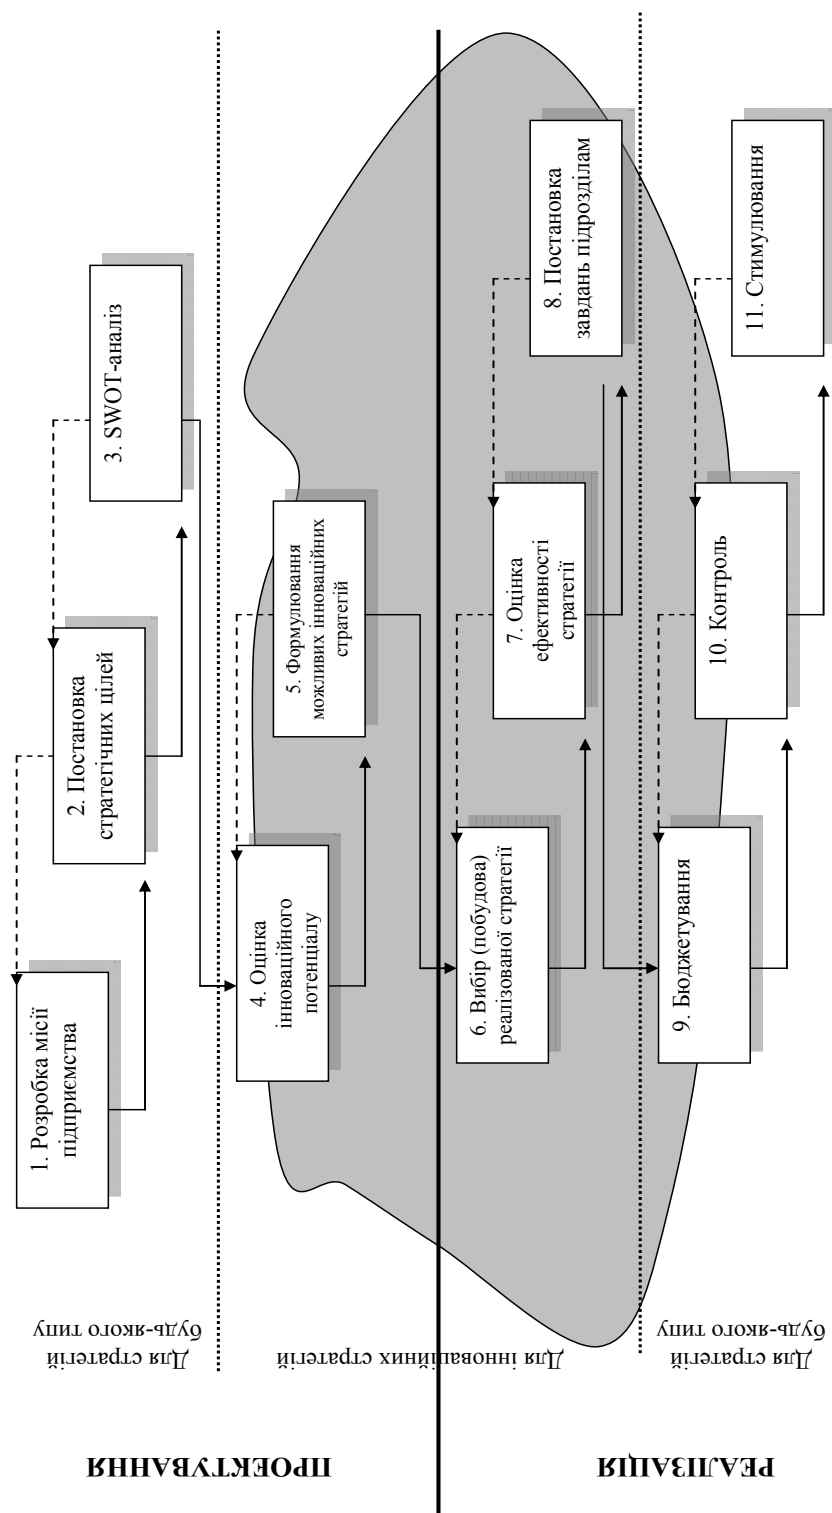 ПРОЕКТУВАННЯ
Для стратегій
будь-якого типу
1. Розробка місії
підприємства
2. Постановка
стратегічних цілей
3. SWOT-аналіз
Для інноваційних стратегій
4. Оцінка
інноваційного
потенціалу
5. Формулювання
можливих інноваційних
стратегій
РЕАЛІЗАЦІЯ
6. Вибір (побудова)
реалізованої стратегії
7. Оцінка
ефективності
стратегії
8. Постановка
завдань підрозділам
Для стратегій
будь-якого типу
9. Бюджетування
10. Контроль
11. Стимулювання